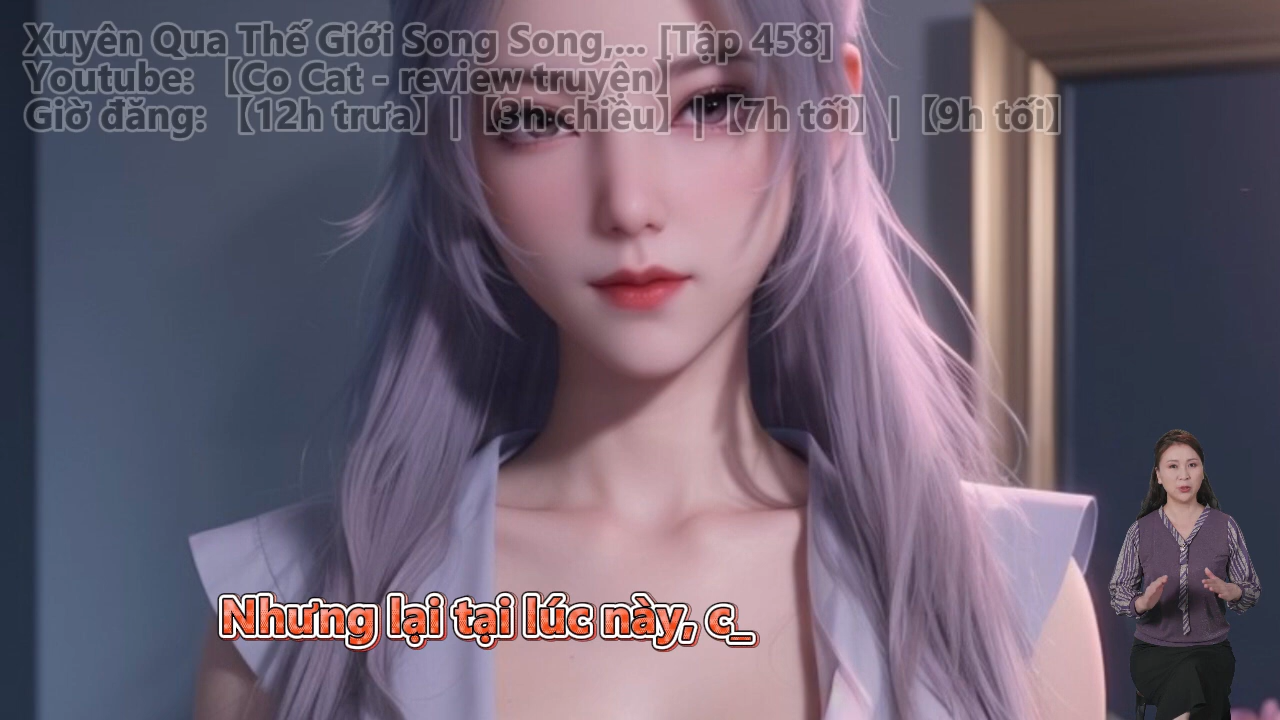 Xuyên Qua Thế Giới Song Song,... [Tập 458]
Youtube: 【Co Cat - review truyện】
Giờ đăng: 【12h trưa】 | 【3h chiều】 | 【7h tối】 | 【9h tối】
Nhưng lại tại lúc này, c_